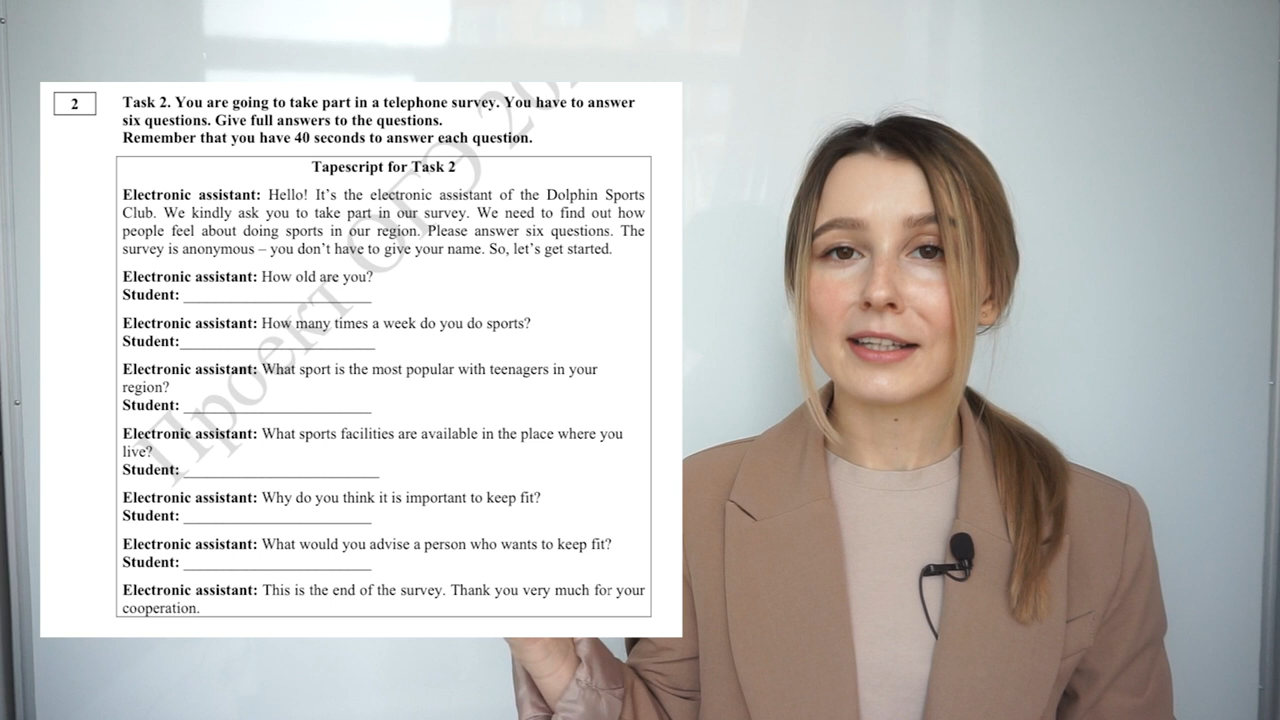 2
Task 2. You are going to take part in a telephone survey. You have to answer
six questions. Give full answers to the questions.
Remember that you have 40 seconds to answer each question.
Tapescript for Task 2
Electronic assistant: Hello! It's the electronic assistant of the Dolphin Sports
Club. We kindly ask you to take part in our survey. We need to find out how
people feel about doing sports in our region. Please answer six questions. The
survey is anonymous – you don't have to give your name. So, let's get started.
Electronic assistant: How old are you?
Student: _________________________
Electronic assistant: How many times a week do you do sports?
Student:__________________________
Electronic assistant: What sport is the most popular with teenagers in your
region?
Student: _________________________
Electronic assistant: What sports facilities are available in the place where you
live?
Student: __________________________
Electronic assistant: Why do you think it is important to keep fit?
Student: _________________________
Electronic assistant: What would you advise a person who wants to keep fit?
Student: _________________________
Electronic assistant: This is the end of the survey. Thank you very much for your
cooperation.
Проект ОГЭ